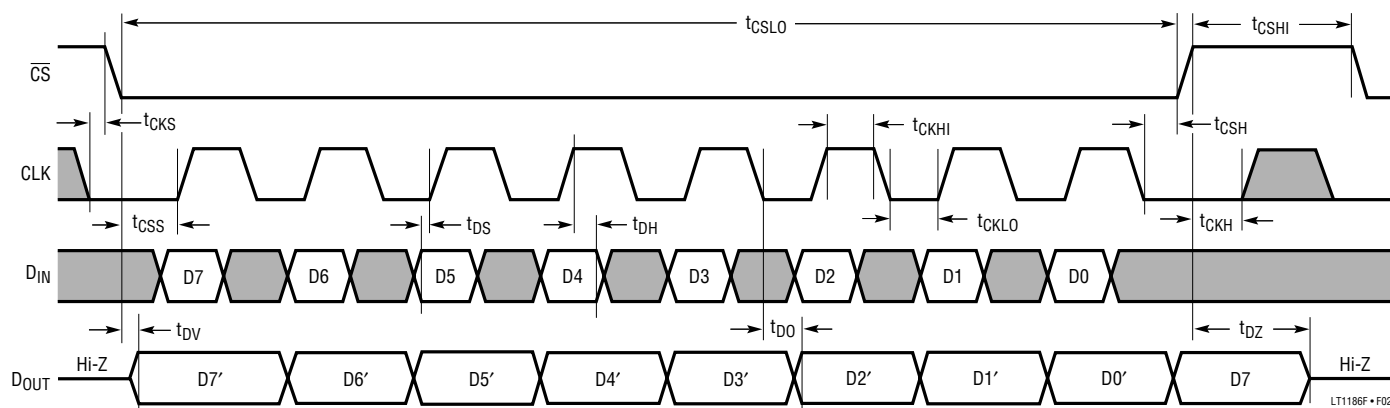 tCSLO
tCSHI
CS
tCKS
tCKHI
tCSH
CLK
tCSS
tDS
tDH
tCKLO
tCKH
DIN
D7
D6
D5
D4
D3
D2
D1
D0
tDV
tDO
tDZ
DOUT
Hi-Z
D7′
D6′
D5′
D4′
D3′
D2′
D1′
D0′
D7
Hi-Z
LT1186F • F02